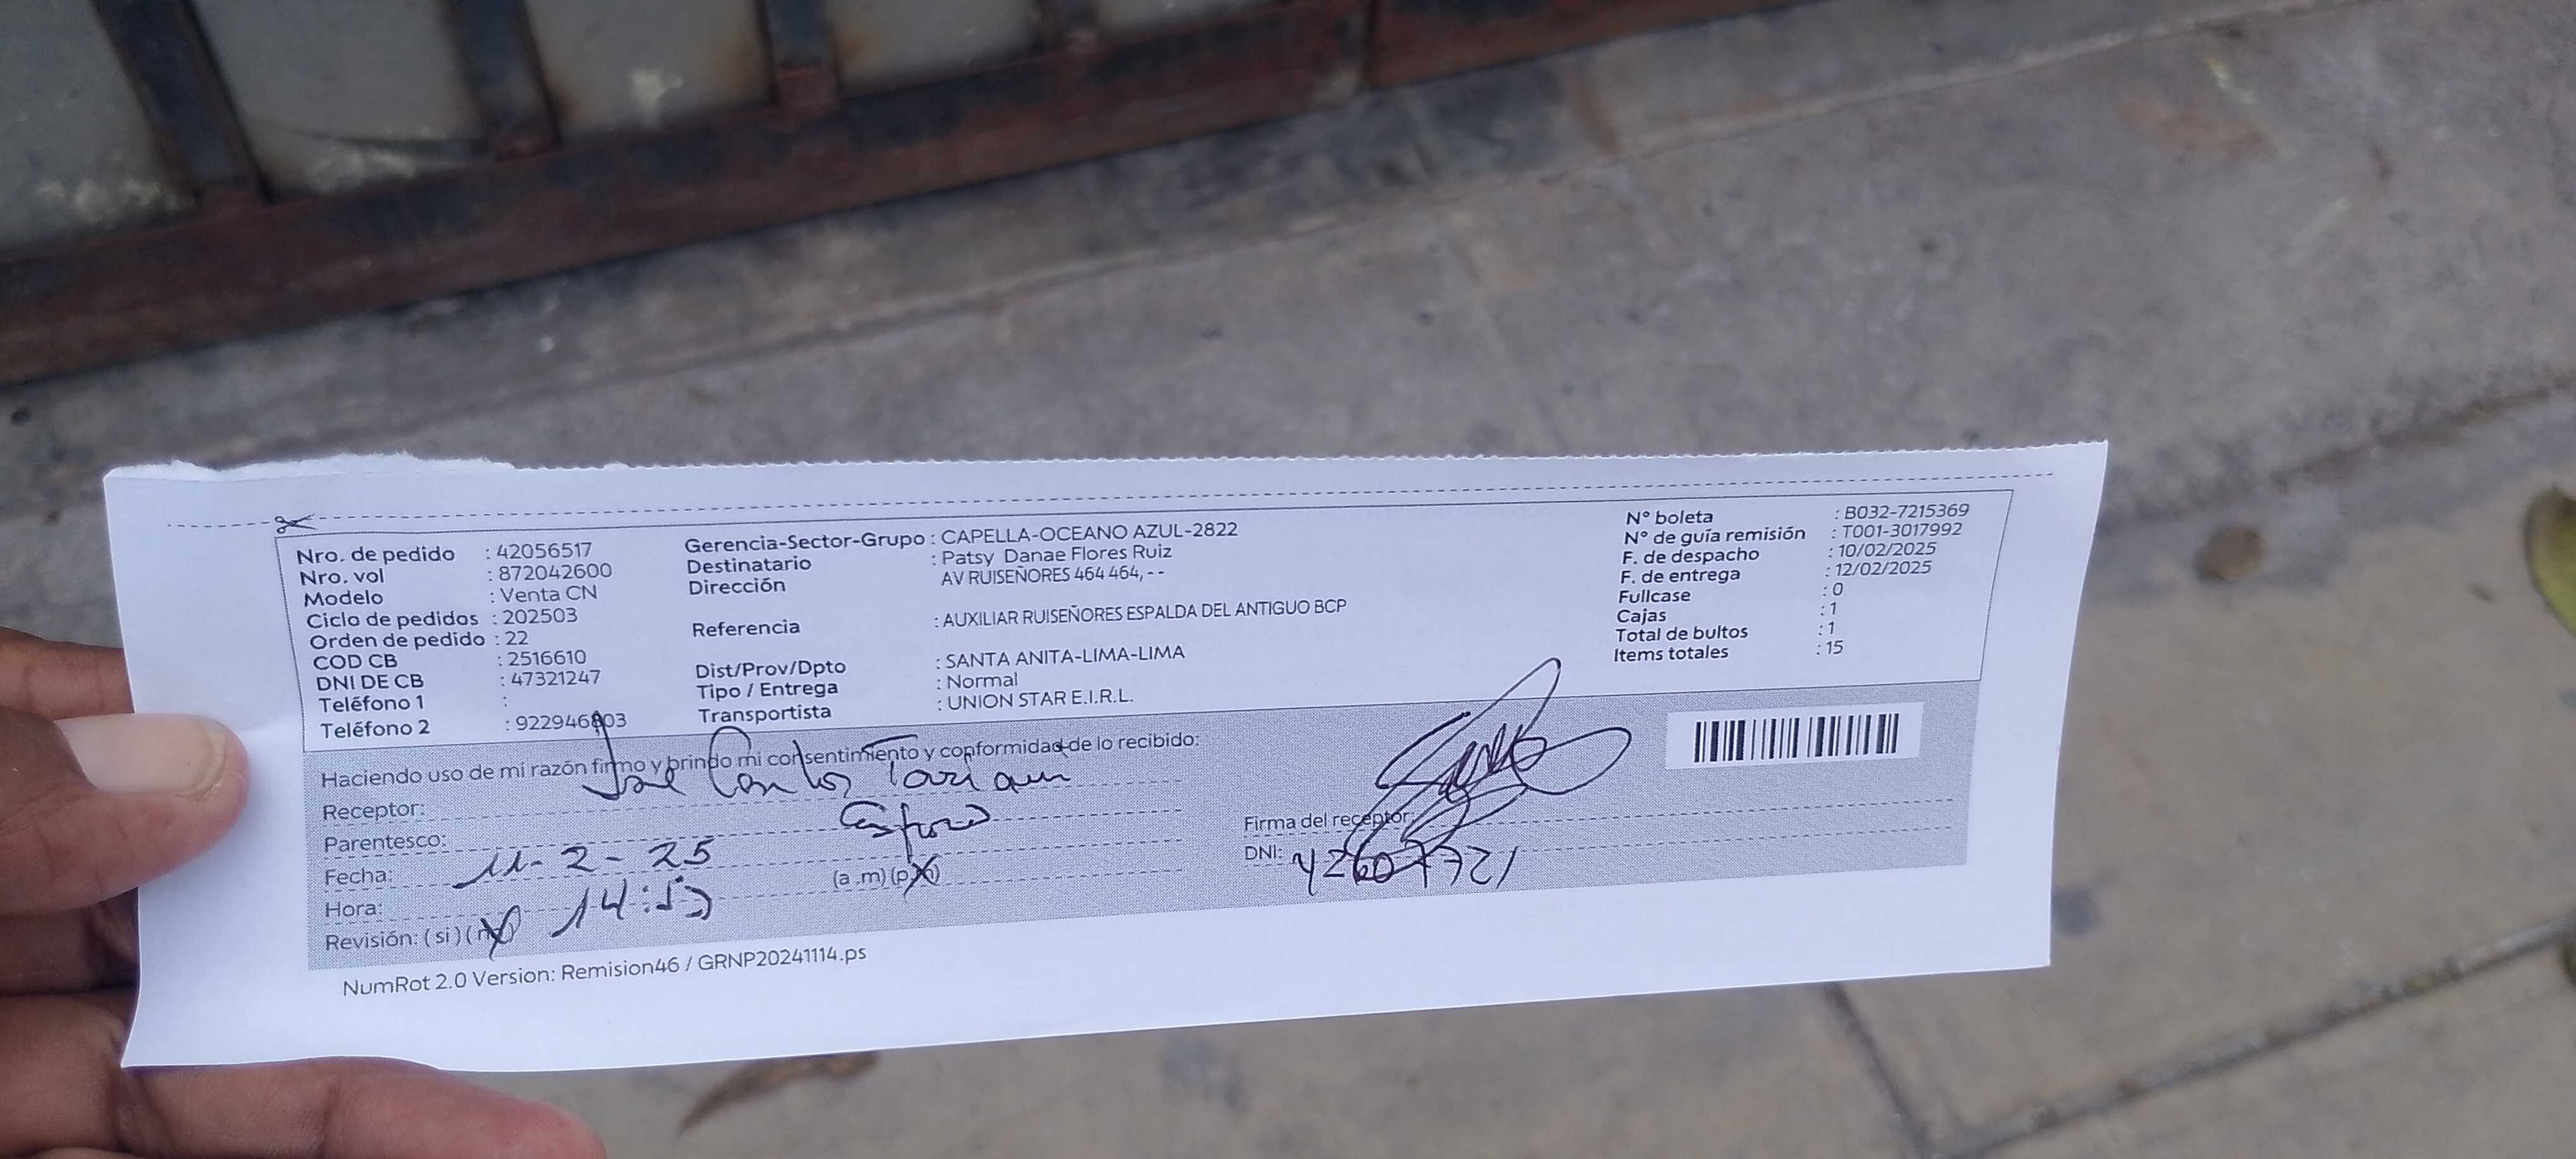 Nro. de pedido : 42056517
Nro. vol : 872042600
Modelo : Venta CN
Ciclo de pedidos : 202503
Orden de pedido : 22
COD CB : 2516610
DNI DE CB : 47321247
Teléfono 1 :
Teléfono 2 : 922946803
Gerencia-Sector-Grupo : CAPELLA-OCEANO AZUL-2822
Destinatario : Patsy Danae Flores Ruiz
Dirección AV RUISEÑORES 464 464, - -
Referencia : AUXILIAR RUISEÑORES ESPALDA DEL ANTIGUO BCP
Dist/Prov/Dpto : SANTA ANITA-LIMA-LIMA
Tipo / Entrega : Normal
Transportista : UNION STAR E.I.R.L.
N° boleta : B032-7215369
N° de guía remisión : T001-3017992
F. de despacho : 10/02/2025
F. de entrega : 12/02/2025
Fullcase : 0
Cajas : 1
Total de bultos : 1
Items totales : 15
Haciendo uso de mi razón firmo y brindo mi consentimiento y conformidad de lo recibido:
Receptor: José Carlos
Parentesco:
Fecha: 11-2-25
Hora: 14:53 (a .m) (p
Revisión: ( si ) ( no )
Firma del receptor:
DNI: 42607721
NumRot 2.0 Version: Remision46 / GRNP20241114.ps